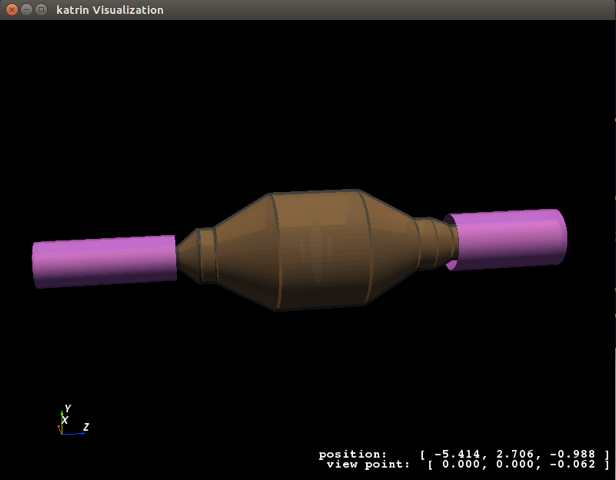 katrin Visualization
Y
X
Z
position:    [ -5.414, 2.706, -0.988 ]
view point:  [ 0.000, 0.000, -0.062 ]